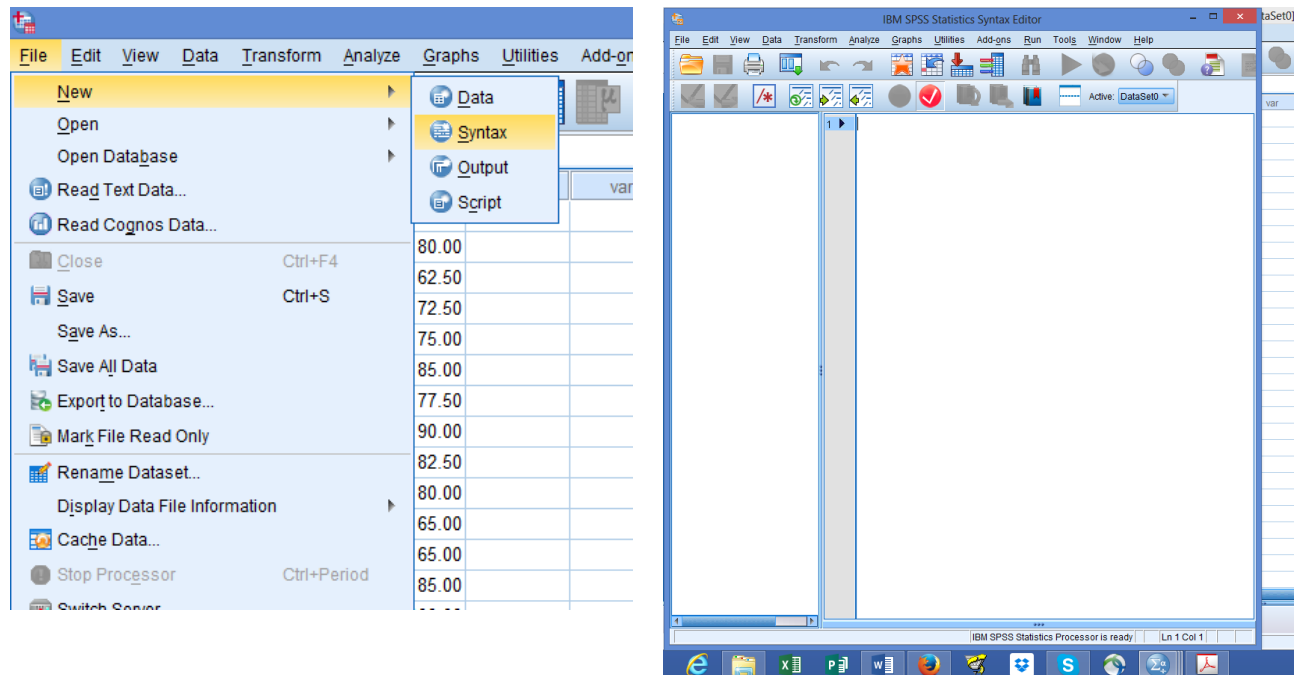 File Edit View Data Transform Analyze Graphs Utilities Add-on
New
Open
Open Database
Read Text Data...
Read Cognos Data...
Close Ctrl+F4
Save Ctrl+S
Save As...
Save All Data
Export to Database...
Mark File Read Only
Rename Dataset...
Display Data File Information
Cache Data...
Stop Processor Ctrl+Period
Switch Server
Data
Syntax
Output
Script
var
80.00
62.50
72.50
75.00
85.00
77.50
90.00
82.50
80.00
65.00
65.00
85.00
IBM SPSS Statistics Syntax Editor
taSet0]
File Edit View Data Transform Analyze Graphs Utilities Add-ons Run Tools Window Help
Active: DataSet0
var
1
IBM SPSS Statistics Processor is ready Ln 1 Col 1